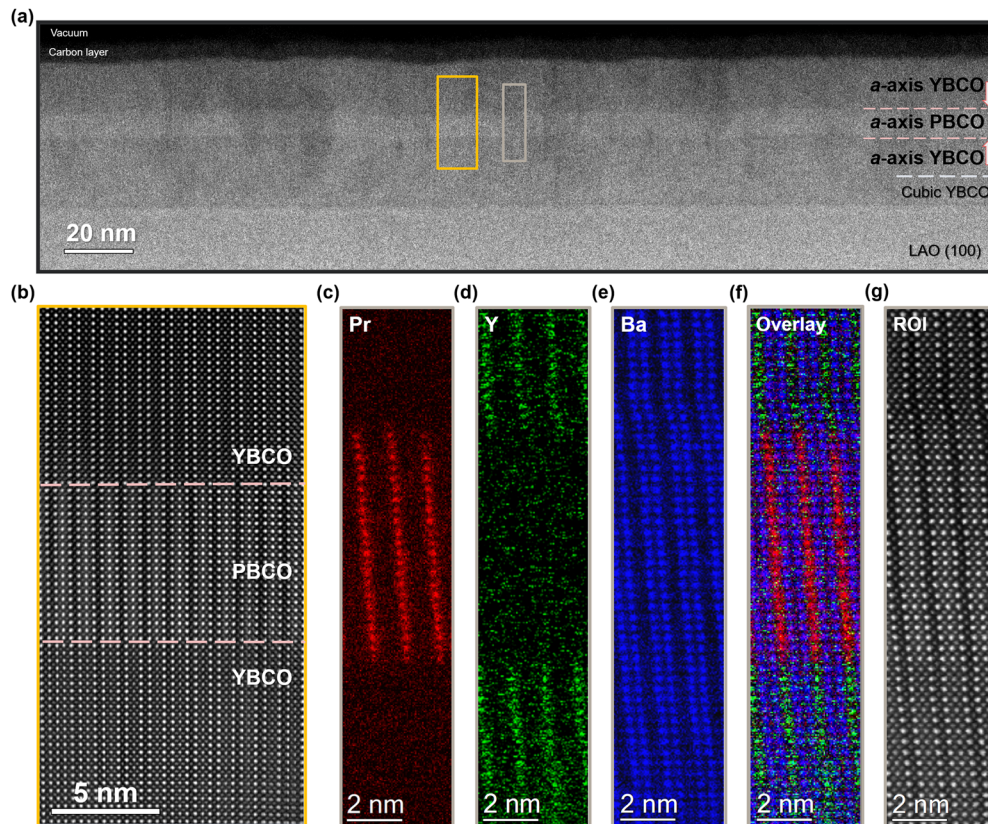 (a)
Vacuum
Carbon layer
a-axis YBCO
a-axis PBCO
a-axis YBCO
Cubic YBCO
20 nm
LAO (100)
(b)
(c)
(d)
(e)
(f)
(g)
Pr
Y
Ba
Overlay
ROI
YBCO
PBCO
YBCO
5 nm
2 nm
2 nm
2 nm
2 nm
2 nm